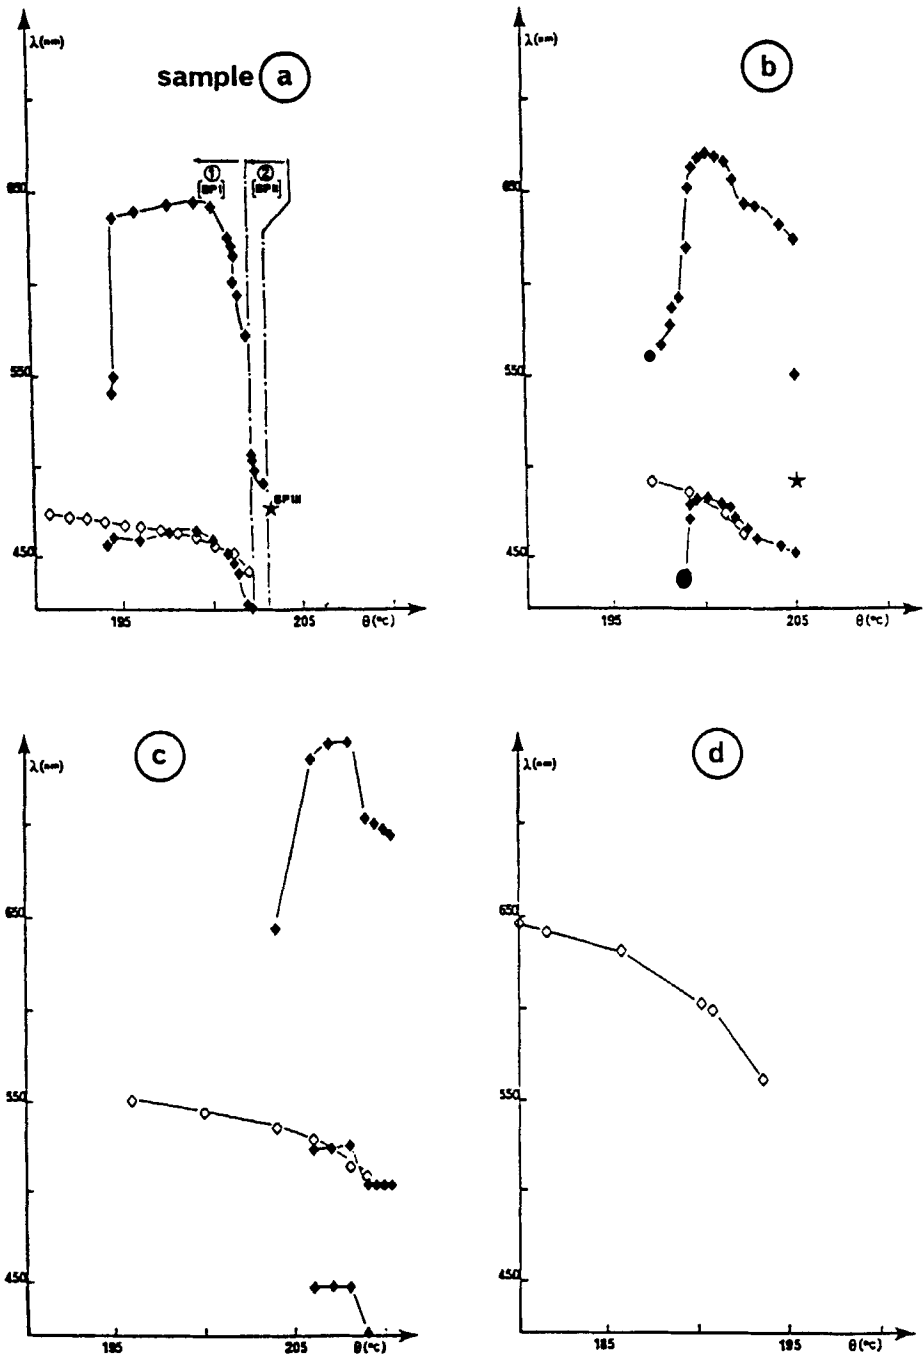 λ(nm)
sample a
① ②
[BPI] [BPII]
650
550
BPIII
450
195 205 θ(°c)
λ(nm)
b
650
550
450
195 205 θ(°c)
λ(nm)
c
650
550
450
195 205 θ(°c)
λ(nm)
d
650
550
450
185 195 θ(°c)